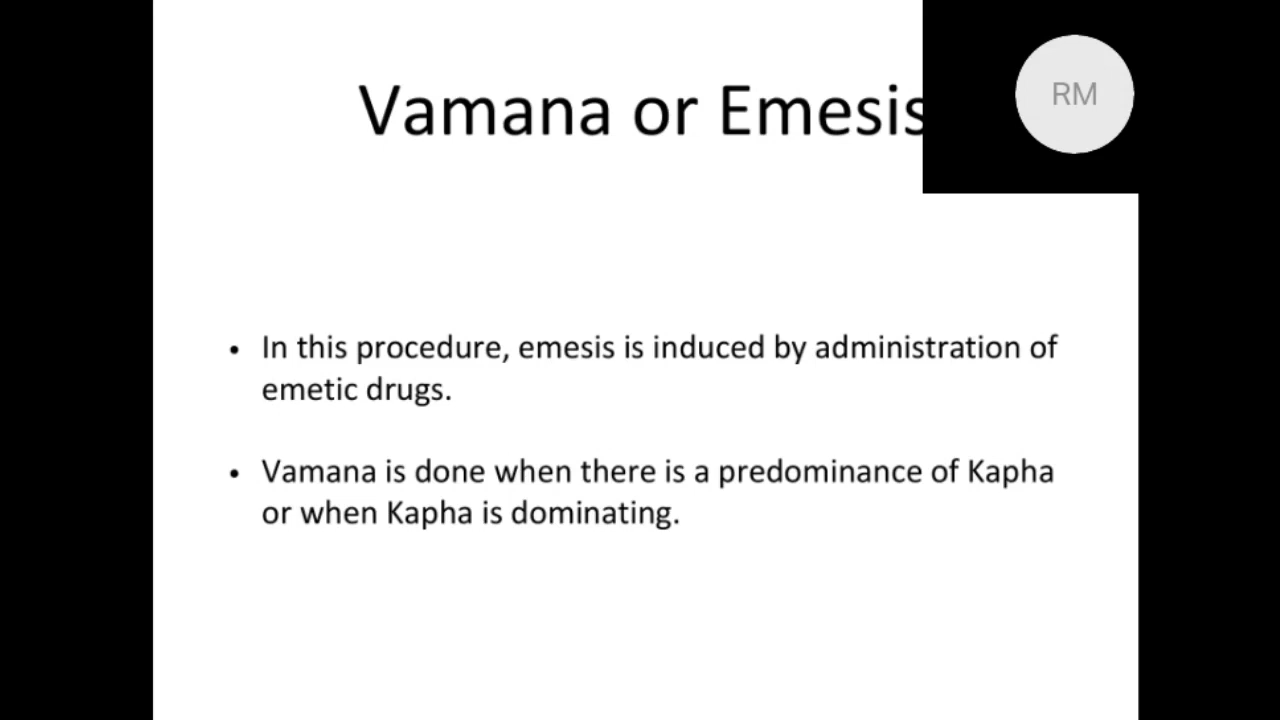 Vamana or Emesis
RM
• In this procedure, emesis is induced by administration of
emetic drugs.
• Vamana is done when there is a predominance of Kapha
or when Kapha is dominating.